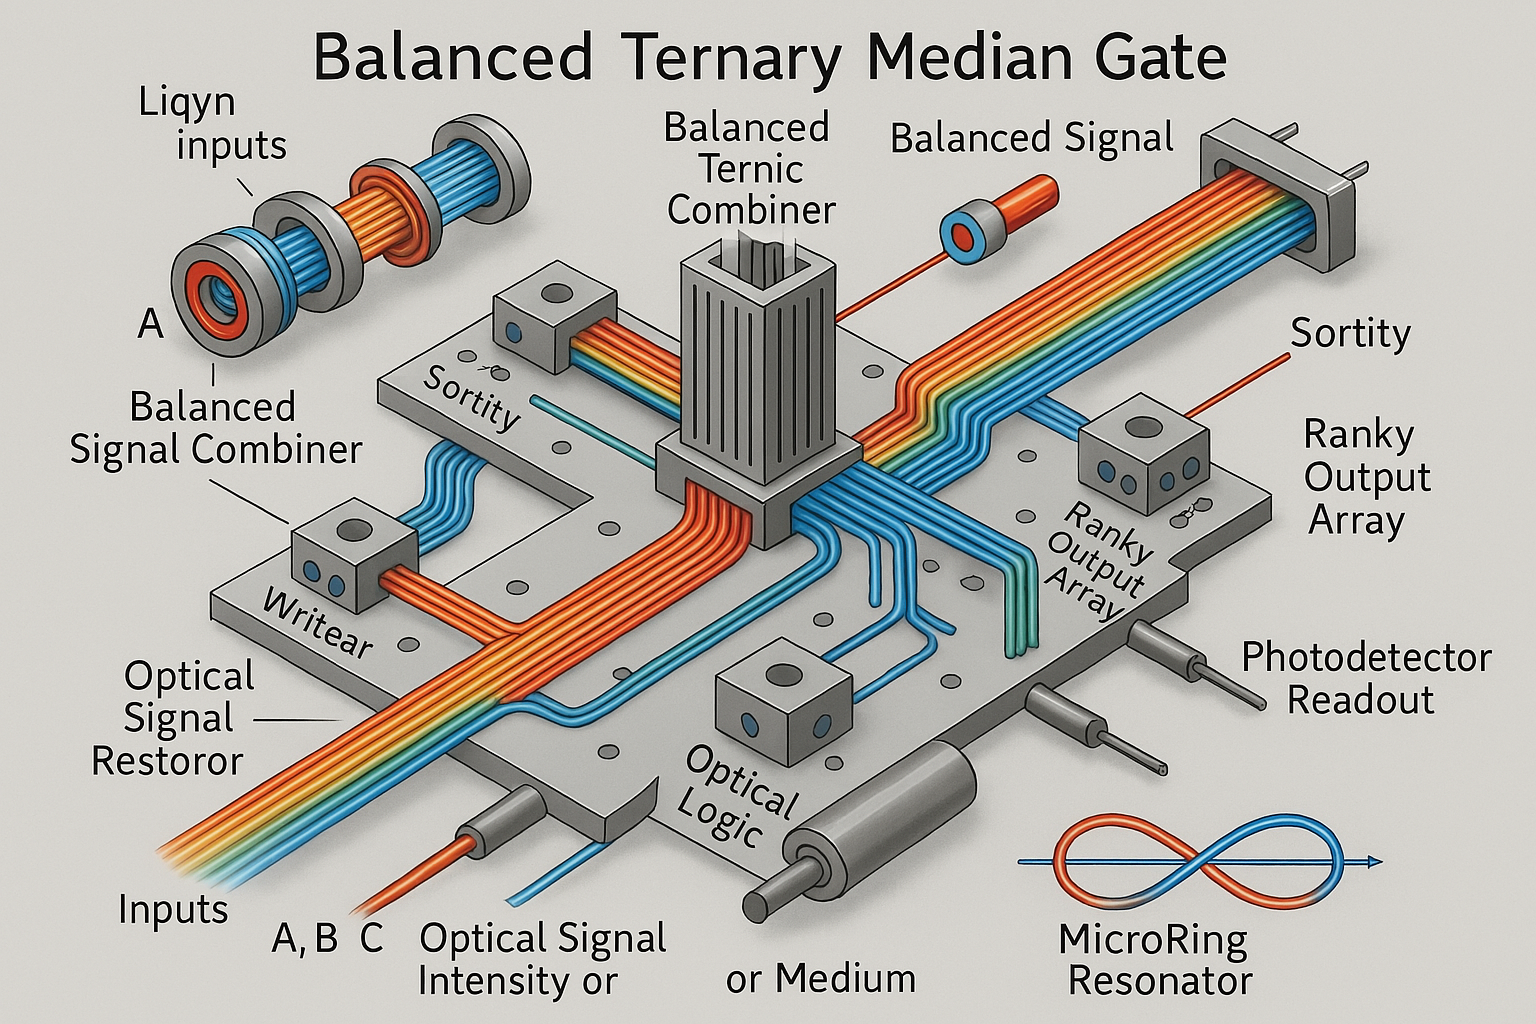 Balanced Ternary Median Gate
Liqyn
inputs
A
Balanced
Signal Combiner
Balanced
Ternic
Combiner
Balanced Signal
Sortity
Sortity
Ranky
Output
Array
Ranky
Output
Array
Writear
Optical
Signal
Restoror
Photodetector
Readout
Optical
Logic
Inputs
A, B C
Optical Signal
Intensity or
or Medium
MicroRing
Resonator